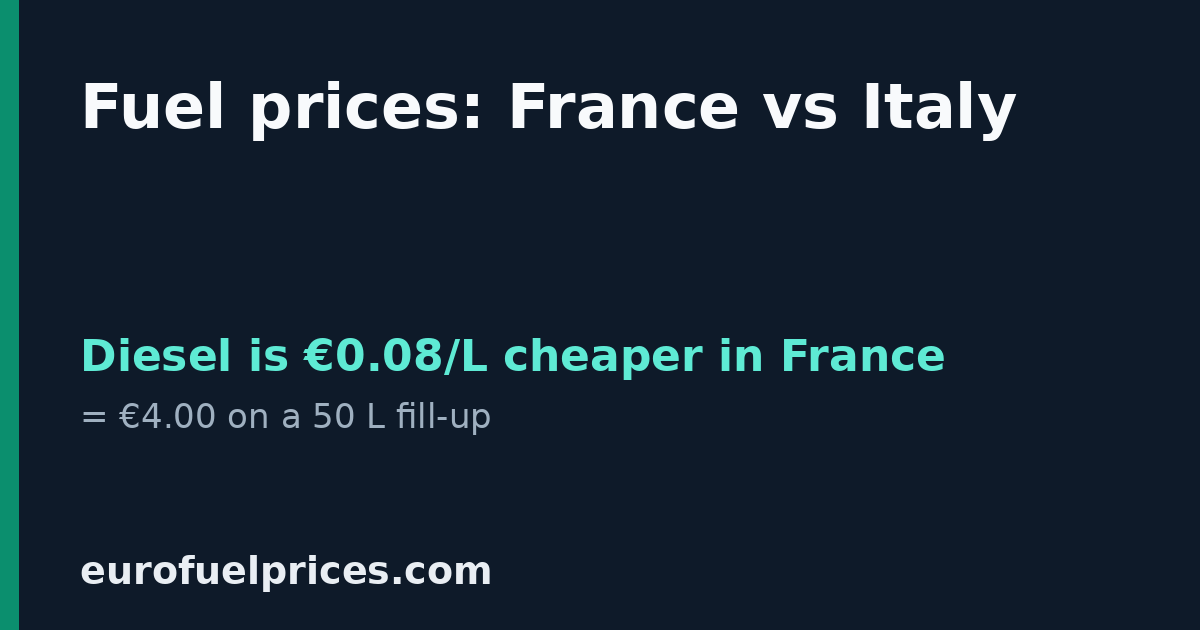 Fuel prices: France vs Italy
Diesel is €0.08/L cheaper in France
= €4.00 on a 50 L fill-up
eurofuelprices.com